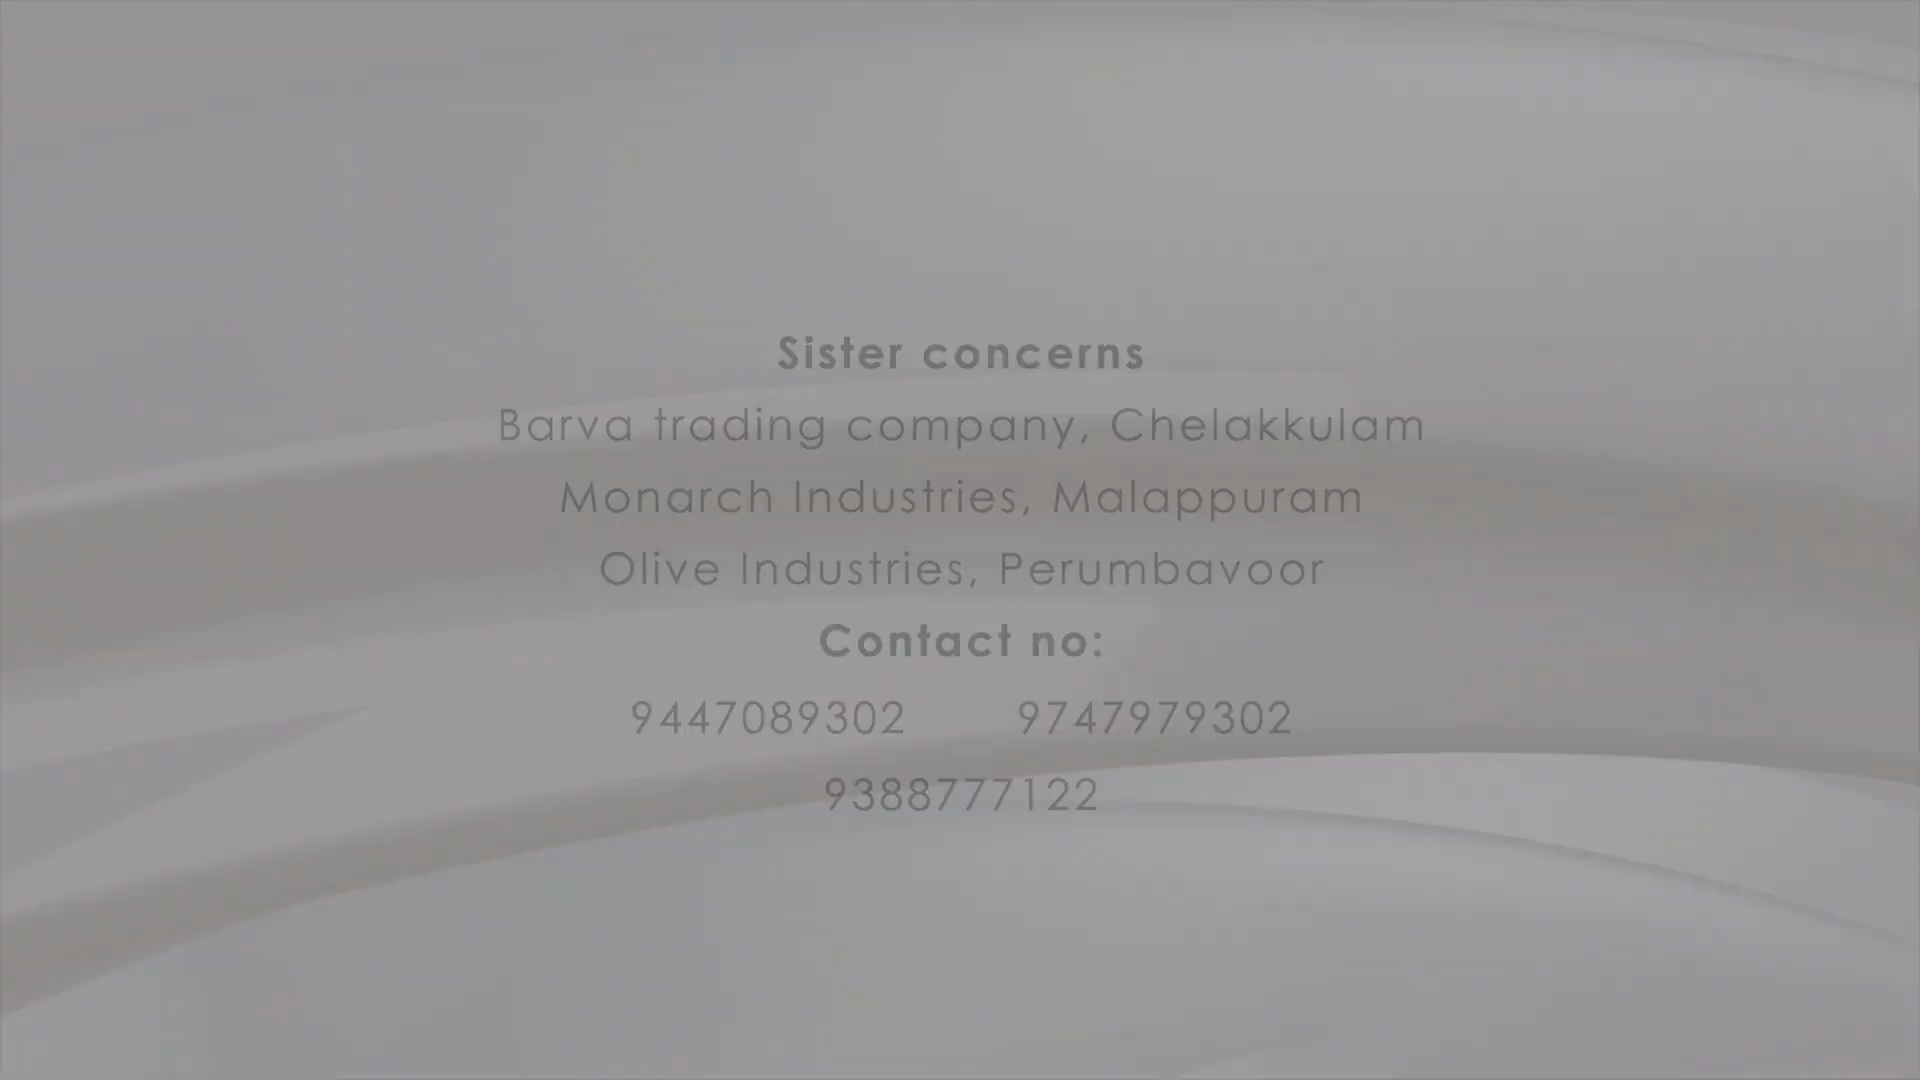 Sister concerns
Barva trading company, Chelakkulam
Monarch Industries, Malappuram
Olive Industries, Perumbavoor
Contact no:
9447089302 9747979302
9388777122